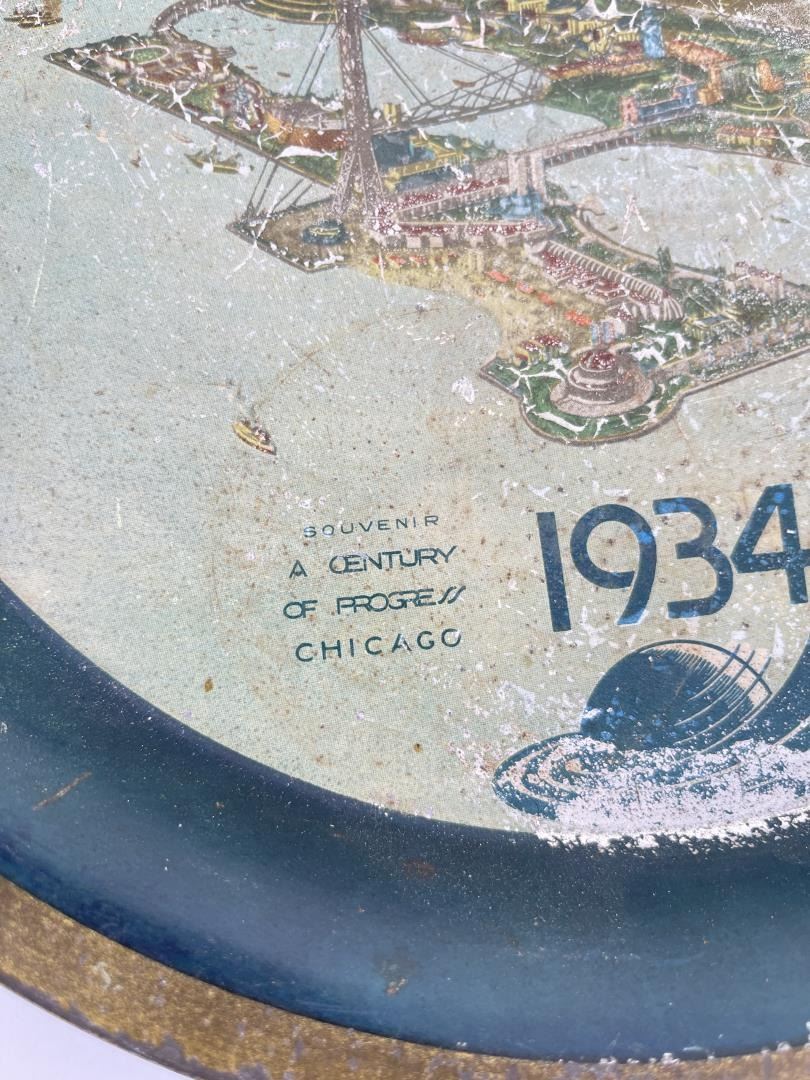 SOUVENIR
A CENTURY
OF PROGRESS
CHICAGO
1934